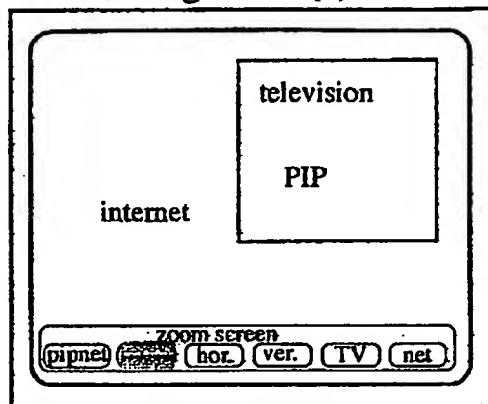 television
PIP
internet
zoom screen
pipnet hor. ver. TV net